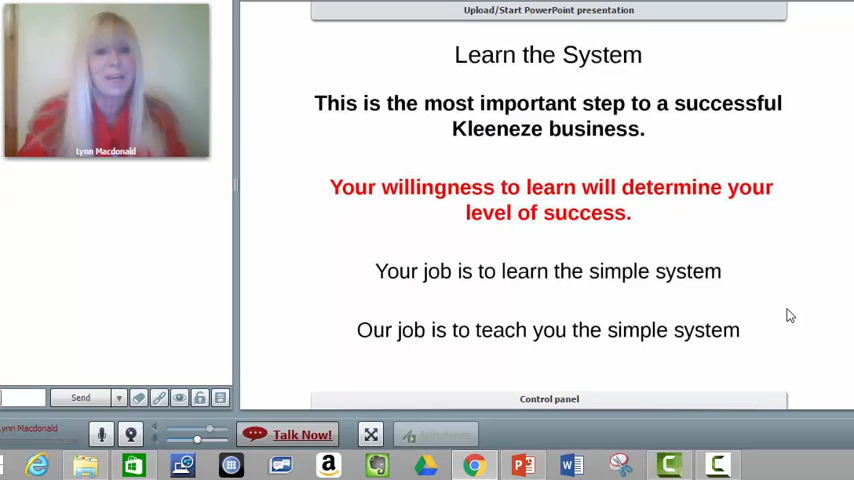 Upload/Start PowerPoint presentation
Learn the System
This is the most important step to a successful
Kleeneze business.
Your willingness to learn will determine your
level of success.
Your job is to learn the simple system
Our job is to teach you the simple system
Lynn Macdonald
Control panel
Send
Lynn Macdonald
Talk Now!